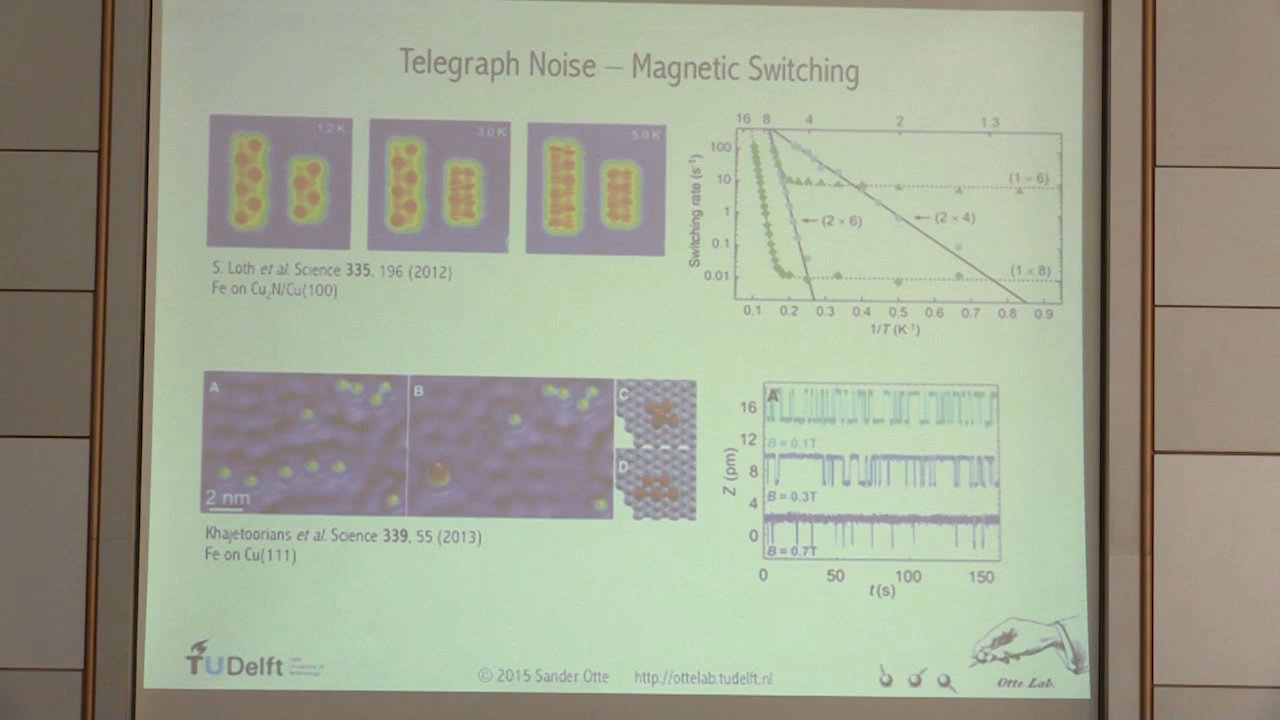 Telegraph Noise – Magnetic Switching
1.2 K
3.0 K
5.0 K
S. Loth et al. Science 335, 196 (2012)
Fe on Cu₂N/Cu(100)
16 8 4 2 1.3
Switching rate (s⁻¹)
100
10
1
0.1
0.01
(1 × 6)
(2 × 6)
(2 × 4)
(1 × 8)
0.1 0.2 0.3 0.4 0.5 0.6 0.7 0.8 0.9
1/T (K⁻¹)
A
B
C
D
2 nm
Khajetoorians et al. Science 339, 55 (2013)
Fe on Cu(111)
A
Z (pm)
16
12
8
4
0
B = 0.1T
B = 0.3T
B = 0.7T
0 50 100 150
t(s)
TUDelft
© 2015 Sander Otte http://ottelab.tudelft.nl
Otte Lab.